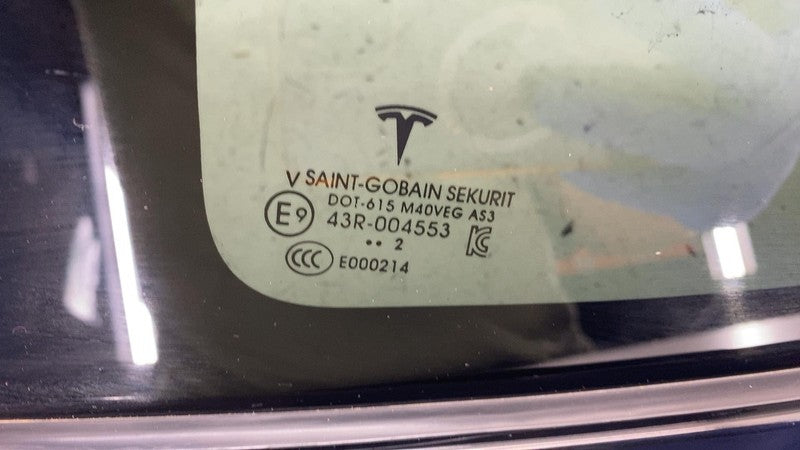 V SAINT-GOBAIN SEKURIT
DOT-615 M40VEG AS3
E9 43R-004553
•• 2
CCC E000214